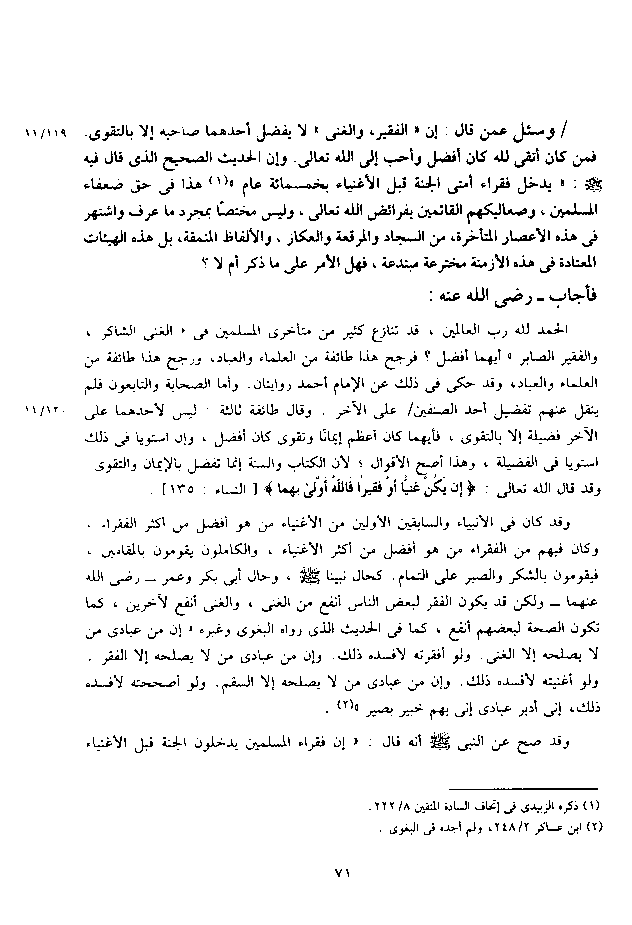 / وسئل عمن قال : إن « الفقير، والغنى » لا يفضل أحدهما صاحبه إلا بالتقوى. ١١/١١٩
فمن كان أتقى لله كان أفضل وأحب إلى الله تعالى. وإن الحديث الصحيح الذى قال فيه
ﷺ : « يدخل فقراء أمتى الجنة قبل الأغنياء بخمسمائة عام »(١) هذا فى حق ضعفاء
المسلمين ، وصعاليكهم القائمين بفرائض الله تعالى ، وليس مختصًا بمجرد ما عرف واشتهر
فى هذه الأعصار المتأخرة، من السجاد والمرقعة والعكاز ، والألفاظ المنمقة، بل هذه الهيئات
المعتادة فى هذه الأزمنة مخترعة مبتدعة ، فهل الأمر على ما ذكر أم لا ؟
فأجاب ـ رضى الله عنه :
الحمد لله رب العالمين ، قد تنازع كثير من متأخرى المسلمين فى « الغنى الشاكر ،
والفقير الصابر » أيهما أفضل ؟ فرجح هذا طائفة من العلماء والعباد، ورجح هذا طائفة من
العلماء والعباد، وقد حكى فى ذلك عن الإمام أحمد روايتان. وأما الصحابة والتابعون فلم
ينقل عنهم تفضيل أحد الصنفين/ على الآخر . وقال طائفة ثالثة : ليس لأحدهما على ١١/١٢٠
الآخر فضيلة إلا بالتقوى ، فأيهما كان أعظم إيمانًا وتقوى كان أفضل ، وإن استويا فى ذلك
استويا فى الفضيلة ، وهذا أصح الأقوال ؛ لأن الكتاب والسنة إنما تفضل بالإيمان والتقوى
وقد قال الله تعالى : ﴿ إِن يَكُنْ غَنِيًّا أَوْ فَقِيرًا فَاللَّهُ أَوْلَىٰ بِهِمَا ﴾ [ النساء : ١٣٥ ] .
وقد كان فى الأنبياء والسابقين الأولين من الأغنياء من هو أفضل من أكثر الفقراء ،
وكان فيهم من الفقراء من هو أفضل من أكثر الأغنياء ، والكاملون يقومون بالمقامين ،
فيقومون بالشكر والصبر على التمام. كحال نبينا ﷺ ، وحال أبى بكر وعمر ـ رضى الله
عنهما ـ ولكن قد يكون الفقر لبعض الناس أنفع من الغنى ، والغنى أنفع لآخرين ، كما
تكون الصحة لبعضهم أنفع ، كما فى الحديث الذى رواه البغوى وغيره « إن من عبادى من
لا يصلحه إلا الغنى. ولو أفقرته لأفسده ذلك. وإن من عبادى من لا يصلحه إلا الفقر .
ولو أغنيته لأفسده ذلك. وإن من عبادى من لا يصلحه إلا السقم. ولو أصححته لأفسده
ذلك، إنى أدبر عبادى إنى بهم خبير بصير »(٢) .
وقد صح عن النبى ﷺ أنه قال : « إن فقراء المسلمين يدخلون الجنة قبل الأغنياء
(١) ذكره الزبيدى فى إتحاف السادة المتقين ٨/ ٢٢٢.
(٢) ابن عساكر ٢/ ٢٤٨، ولم أجده فى البغوى .
٧١